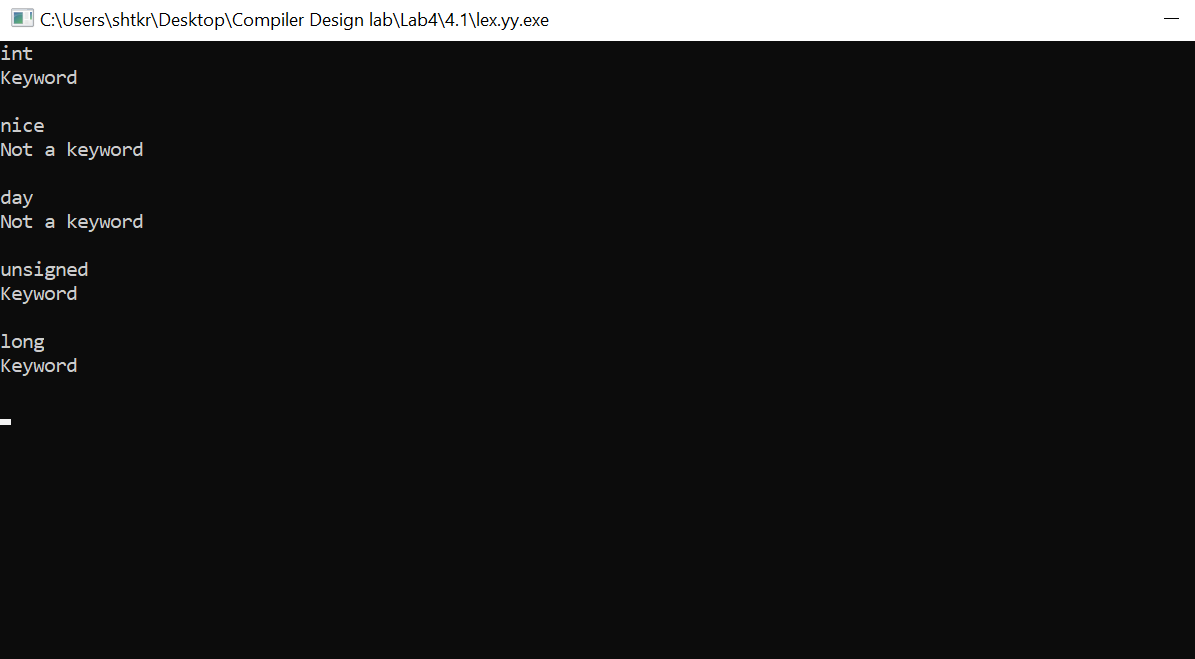 C:\Users\shtkr\Desktop\Compiler Design lab\Lab4\4.1\lex.yy.exe
int
Keyword
nice
Not a keyword
day
Not a keyword
unsigned
Keyword
long
Keyword